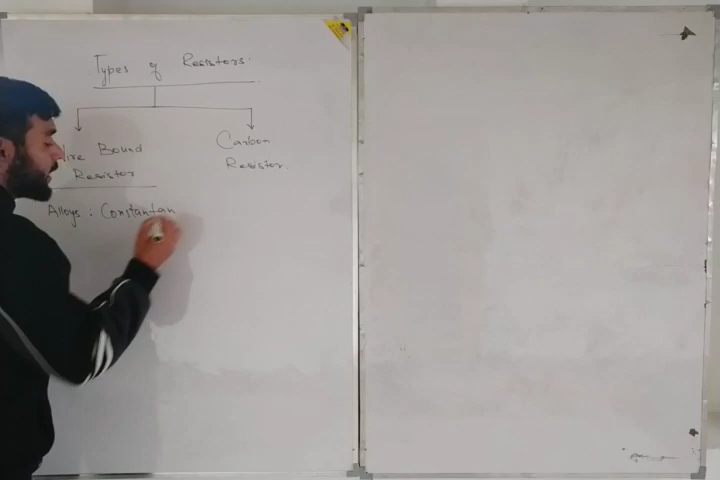 Types of Resistors.
Wire Bound
Resistor
Carbon
Resistor.
Alloys : Constantan